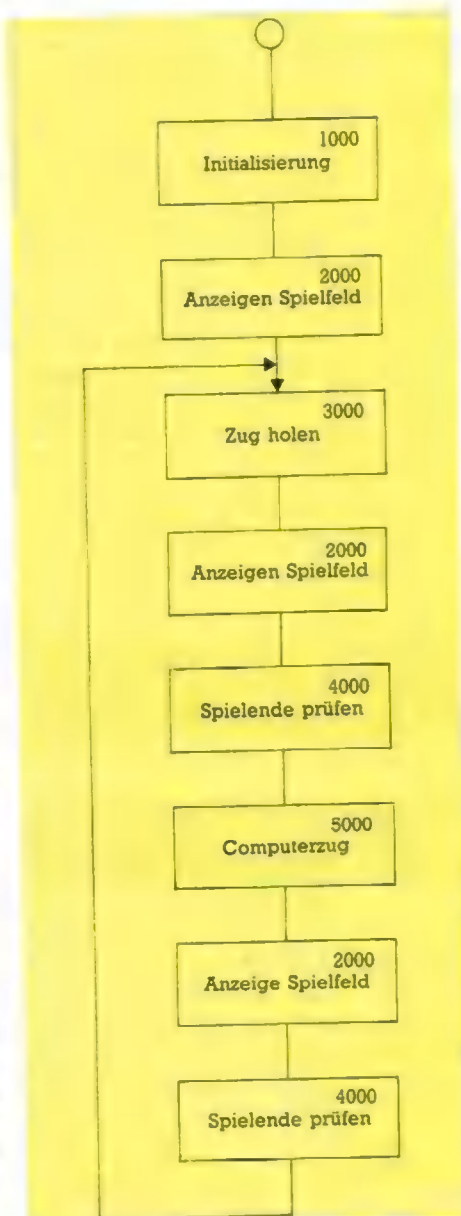 1000
Initialisierung
2000
Anzeigen Spielfeld
3000
Zug holen
2000
Anzeigen Spielfeld
4000
Spielende prüfen
5000
Computerzug
2000
Anzeige Spielfeld
4000
Spielende prüfen